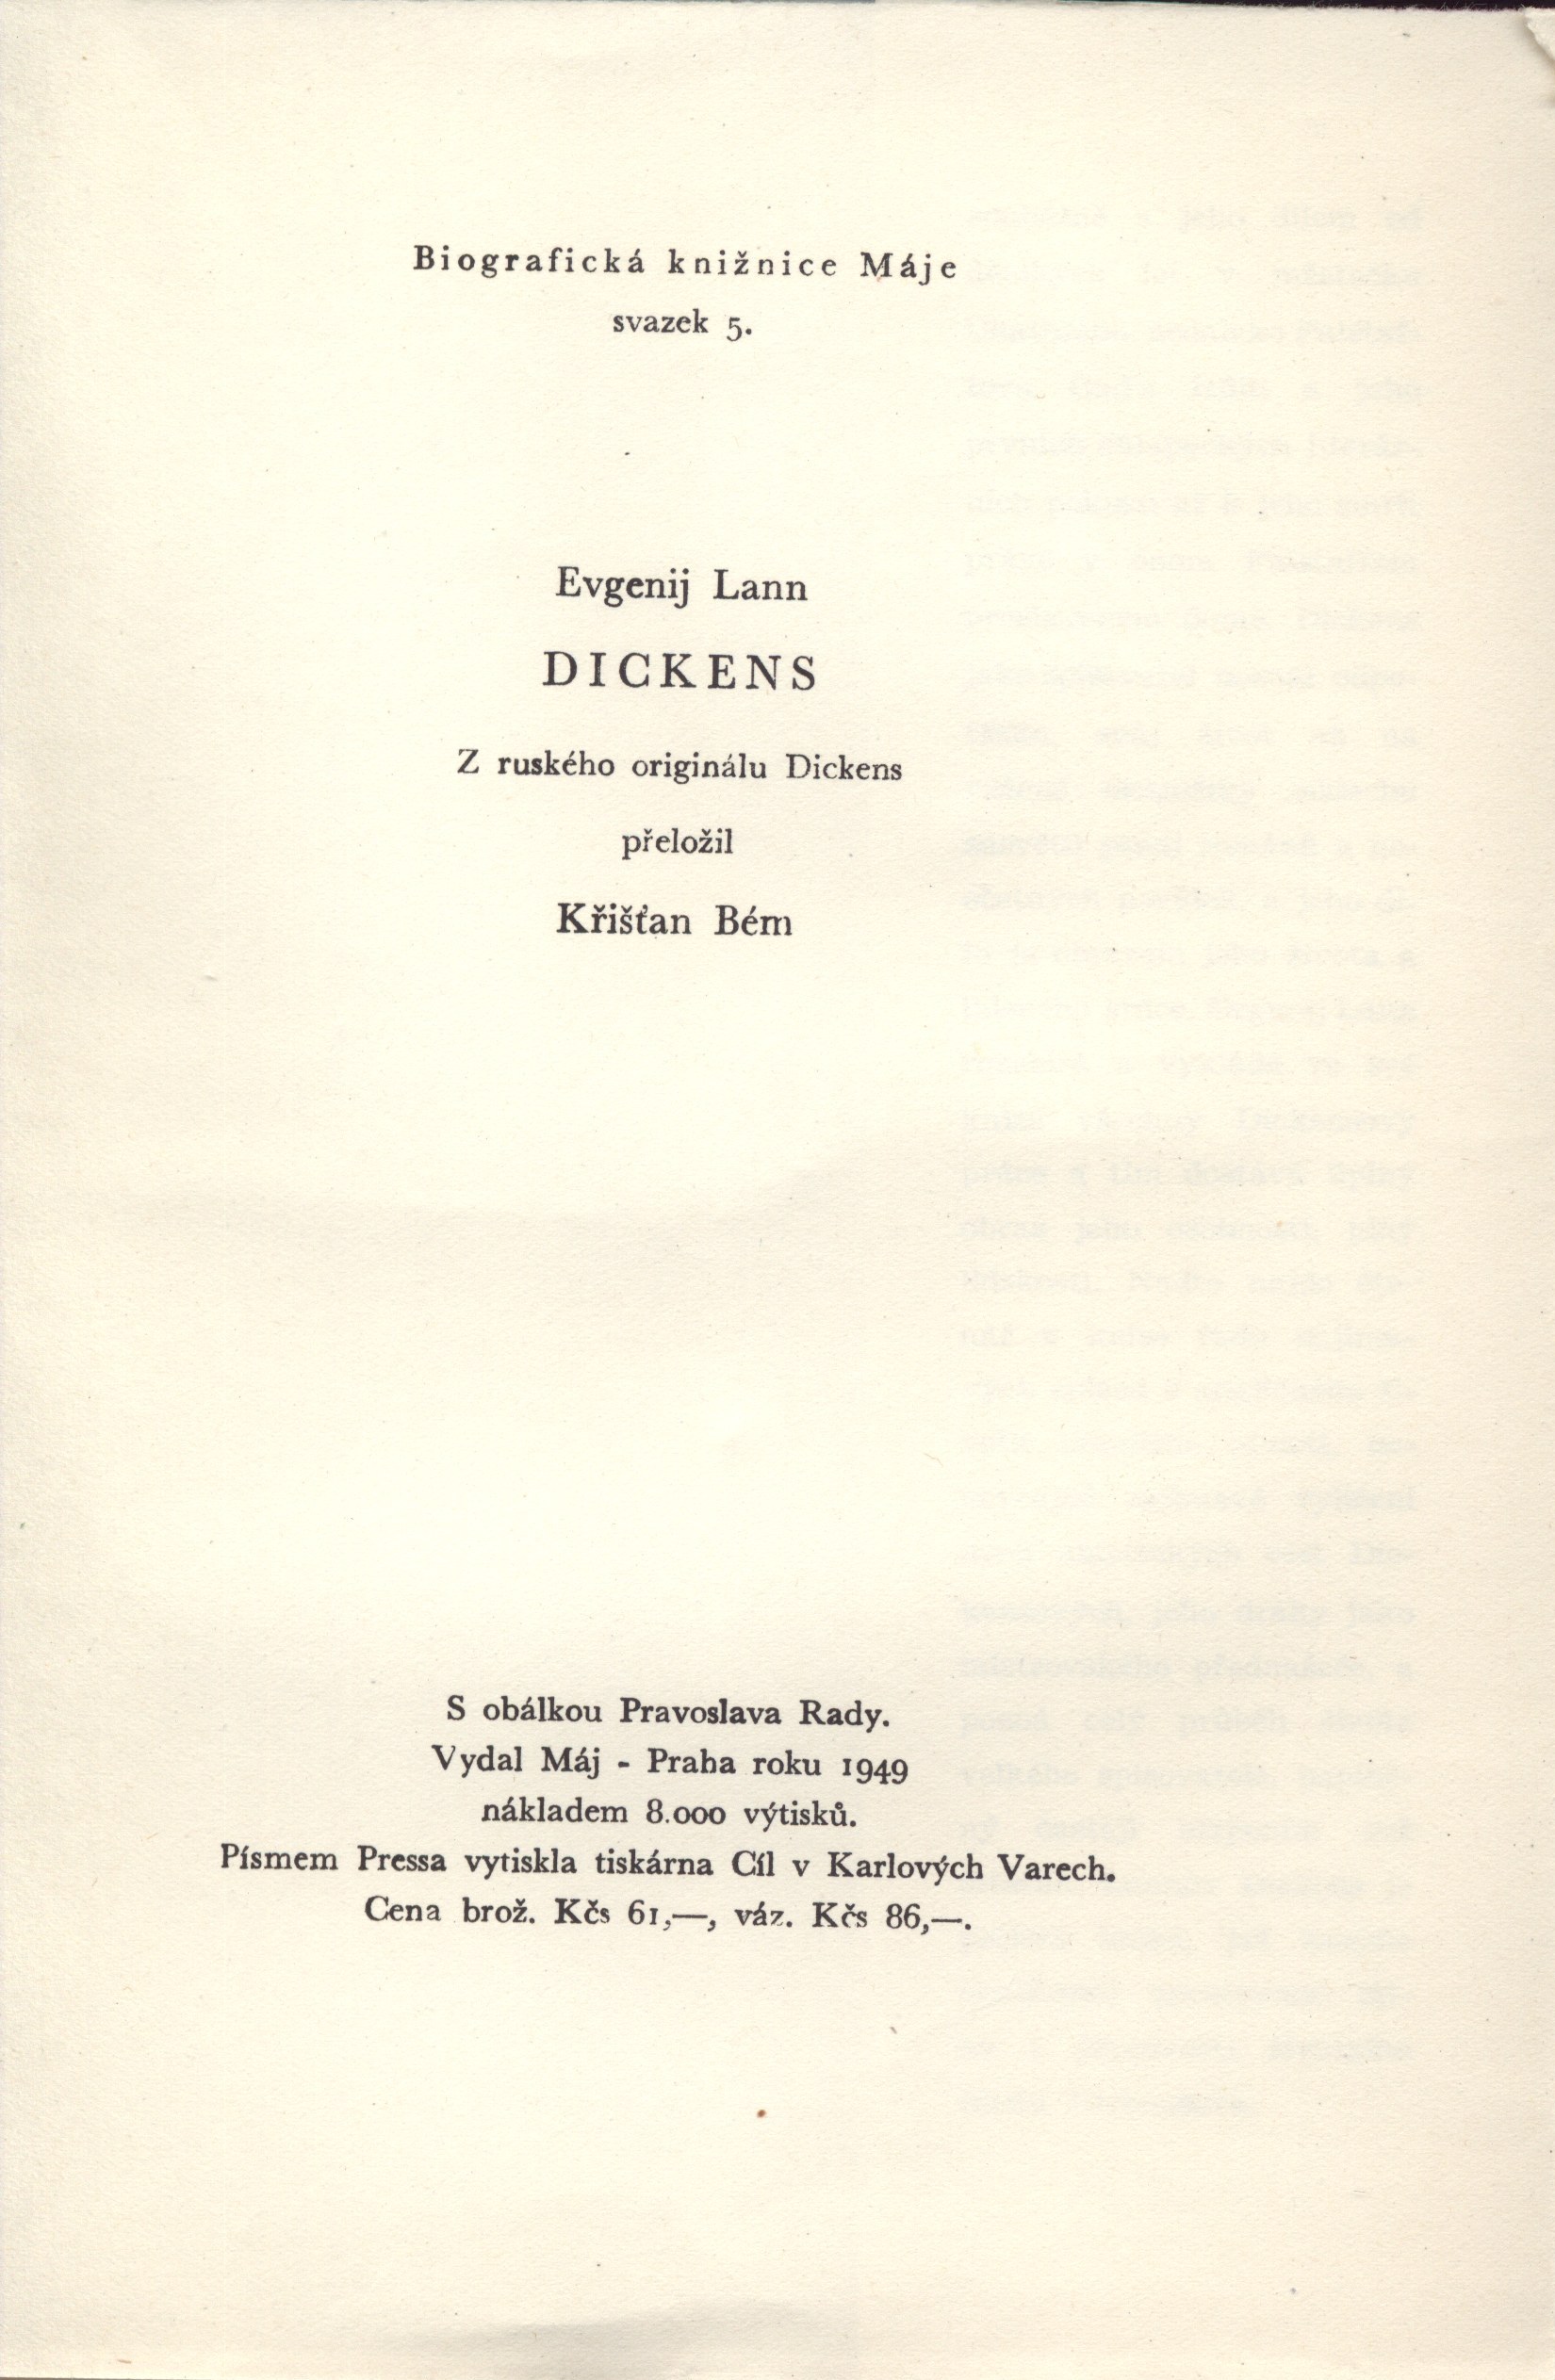 Biografická knižnice Máje
svazek 5.
Evgenij Lann
DICKENS
Z ruského originálu Dickens
přeložil
Křišťan Bém
S obálkou Pravoslava Rady.
Vydal Máj - Praha roku 1949
nákladem 8.000 výtisků.
Písmem Pressa vytiskla tiskárna Cíl v Karlových Varech.
Cena brož. Kčs 61,—, váz. Kčs 86,—.